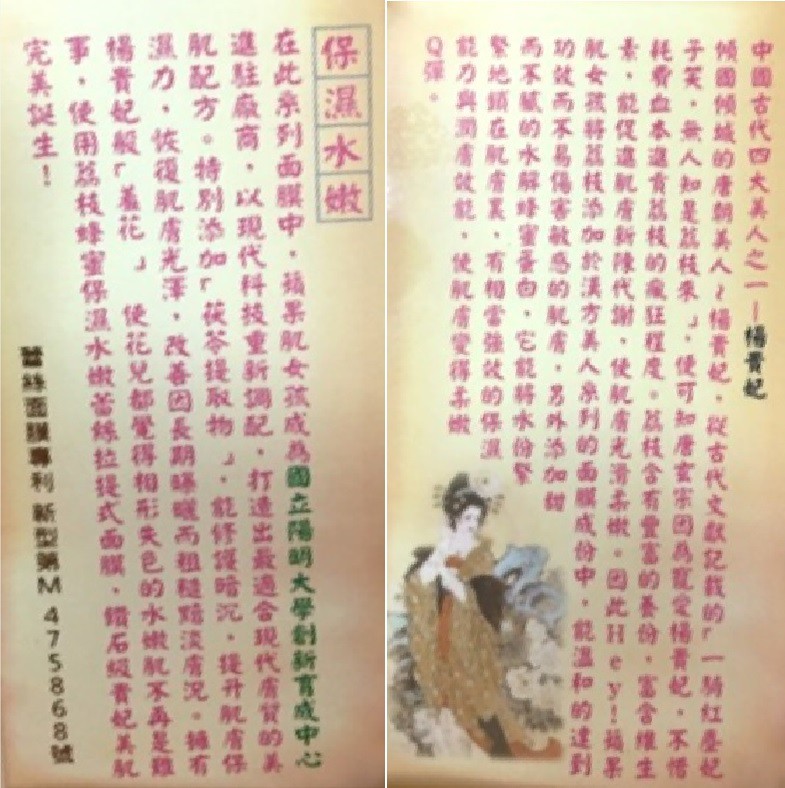 中國古代四大美人之一—楊貴妃
傾國傾城的唐朝美人~楊貴妃,從古代文獻記載的「一騎紅塵妃
子笑,無人知是荔枝來」,便可知唐玄宗因為寵愛楊貴妃,不惜
耗費血本進貢荔枝的瘋狂程度。荔枝含有豐富的養份,富含維生
素,能促進肌膚新陳代謝,使肌膚光滑柔嫩。因此Hey!蘋果
肌女孩將荔枝添加於漢方美人系列的面膜成份中,能溫和的達到
功效而不易傷害敏感的肌膚,另外添加甜
而不膩的水解蜂蜜蛋白,它能將水份緊
緊地鎖在肌膚裏,有相當強效的保濕
能力與潤膚效能,使肌膚變得柔嫩
Q彈。
保濕水嫩
在此系列面膜中,蘋果肌女孩成為國立陽明大學創新育成中心
進駐廠商,以現代科技重新調配,打造出最適合現代膚質的美
肌配方。特別添加「茯苓提取物」,能修護暗沉,提升肌膚保
濕力,恢復肌膚光澤,改善因長期曝曬而粗糙黯淡膚況。擁有
楊貴妃般「羞花」使花兒都覺得相形失色的水嫩肌不再是難
事,使用荔枝蜂蜜保濕水嫩蕾絲拉提式面膜,鑽石級貴妃美肌
完美誕生!
蕾絲面膜專利 新型第M475868號